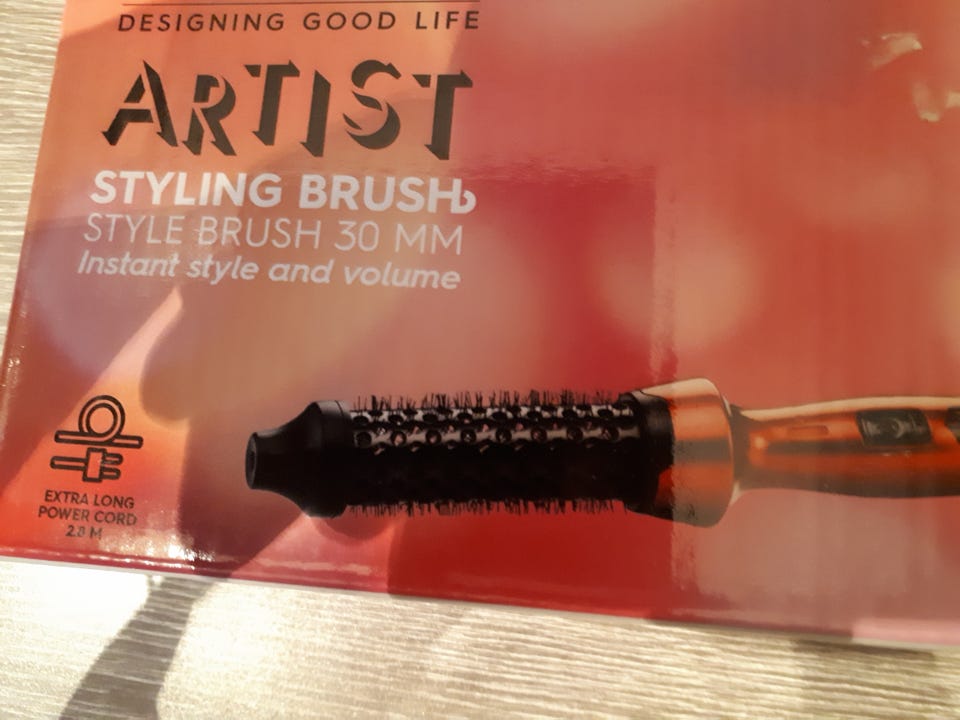 DESIGNING GOOD LIFE
ARTIST
STYLING BRUSH
STYLE BRUSH 30 MM
Instant style and volume
EXTRA LONG
POWER CORD
2.8 M